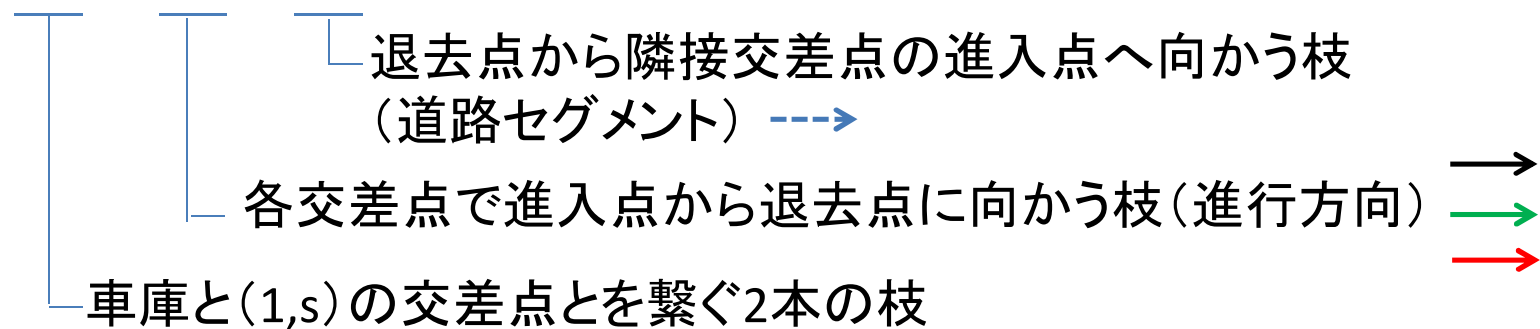 退去点から隣接交差点の進入点へ向かう枝
（道路セグメント）
各交差点で進入点から退去点に向かう枝（進行方向）
車庫と（1,s）の交差点とを繋ぐ2本の枝